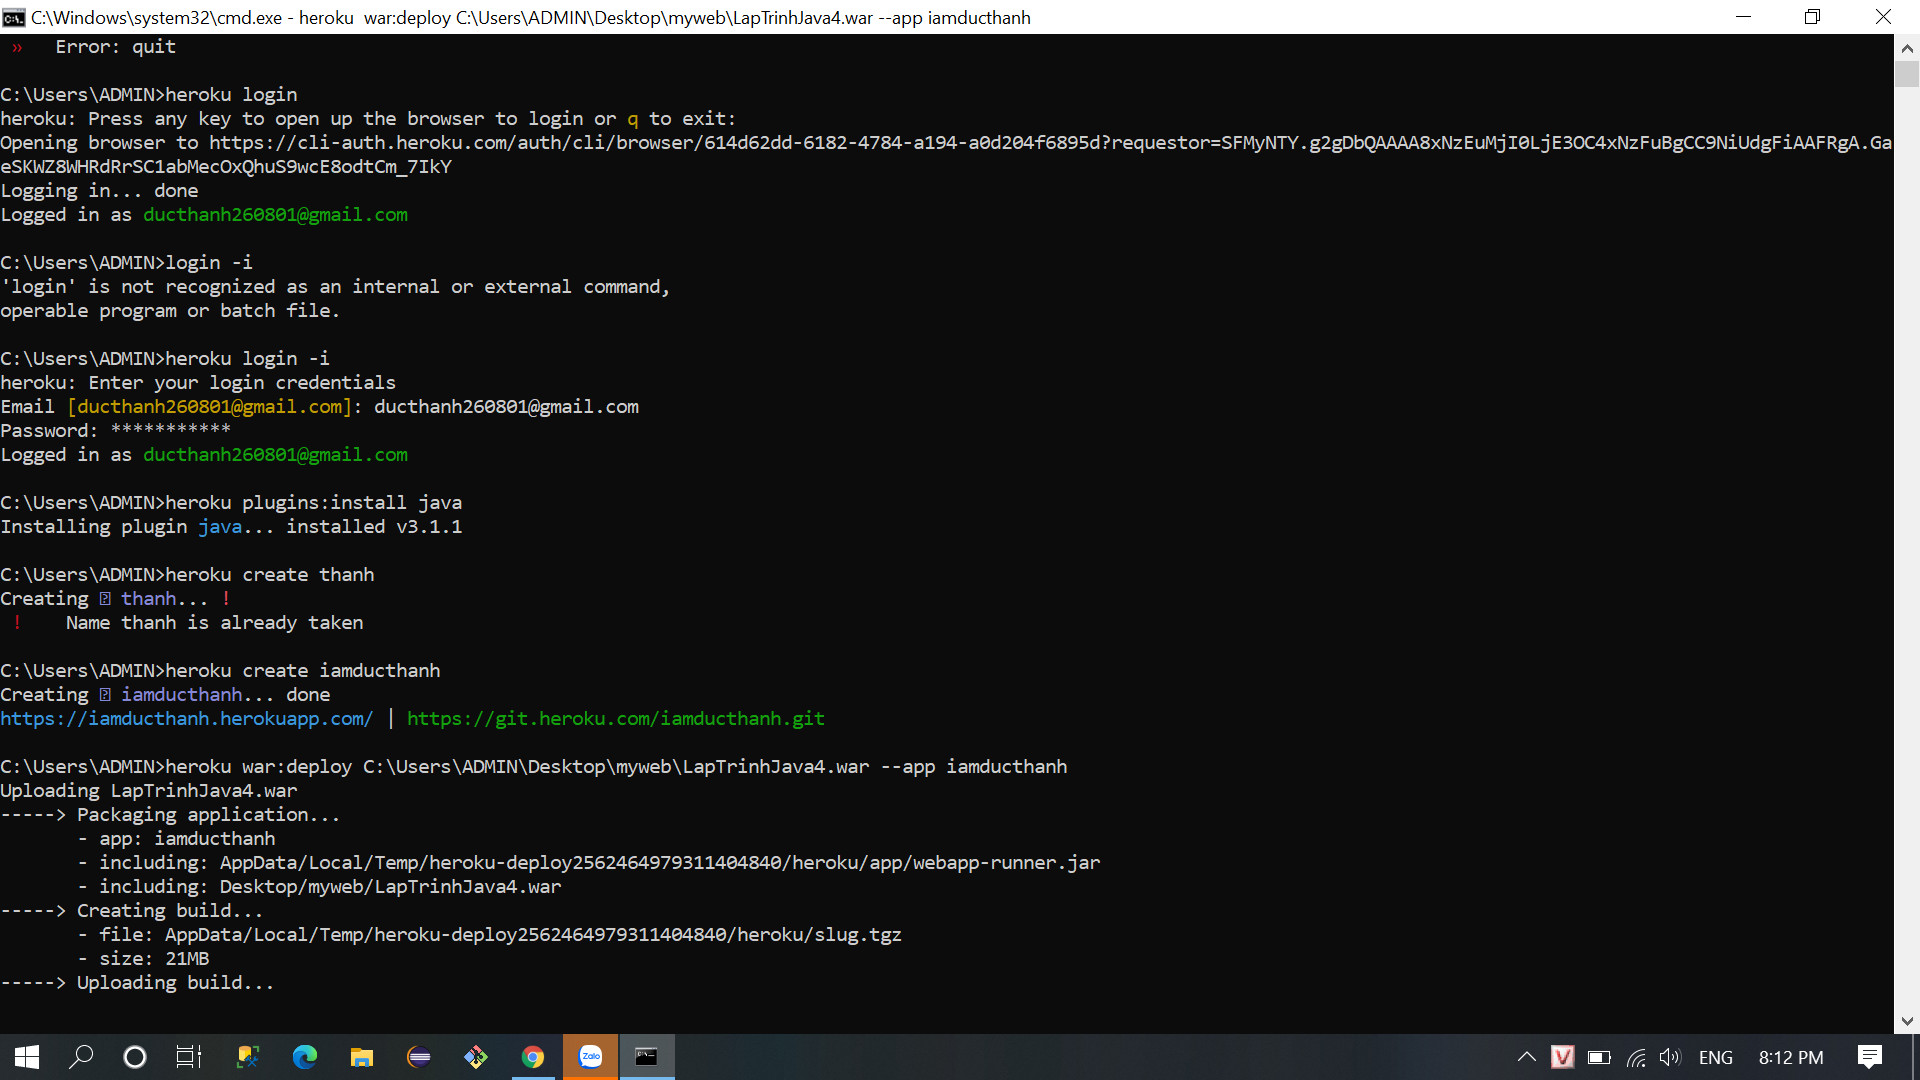 C:\Windows\system32\cmd.exe - heroku  war:deploy C:\Users\ADMIN\Desktop\myweb\LapTrinhJava4.war --app iamducthanh
»   Error: quit
C:\Users\ADMIN>heroku login
heroku: Press any key to open up the browser to login or q to exit:
Opening browser to https://cli-auth.heroku.com/auth/cli/browser/614d62dd-6182-4784-a194-a0d204f6895d?requestor=SFMyNTY.g2gDbQAAAA8xNzEuMjI0LjE3OC4xNzFuBgCC9NiUdgFiAAFRgA.Ga
eSKWZ8WHRdRrSC1abMecOxQhuS9wcE8odtCm_7IkY
Logging in... done
Logged in as ducthanh260801@gmail.com
C:\Users\ADMIN>login -i
'login' is not recognized as an internal or external command,
operable program or batch file.
C:\Users\ADMIN>heroku login -i
heroku: Enter your login credentials
Email [ducthanh260801@gmail.com]: ducthanh260801@gmail.com
Password: ***********
Logged in as ducthanh260801@gmail.com
C:\Users\ADMIN>heroku plugins:install java
Installing plugin java... installed v3.1.1
C:\Users\ADMIN>heroku create thanh
Creating ⍰ thanh... !
!    Name thanh is already taken
C:\Users\ADMIN>heroku create iamducthanh
Creating ⍰ iamducthanh... done
https://iamducthanh.herokuapp.com/ | https://git.heroku.com/iamducthanh.git
C:\Users\ADMIN>heroku war:deploy C:\Users\ADMIN\Desktop\myweb\LapTrinhJava4.war --app iamducthanh
Uploading LapTrinhJava4.war
-----> Packaging application...
- app: iamducthanh
- including: AppData/Local/Temp/heroku-deploy2562464979311404840/heroku/app/webapp-runner.jar
- including: Desktop/myweb/LapTrinhJava4.war
-----> Creating build...
- file: AppData/Local/Temp/heroku-deploy2562464979311404840/heroku/slug.tgz
- size: 21MB
-----> Uploading build...
Zalo
V
ENG
8:12 PM